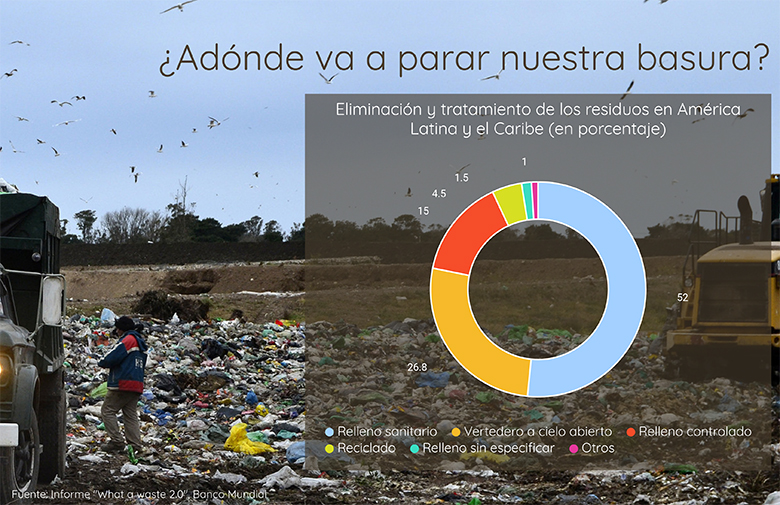 ¿Adónde va a parar nuestra basura?
Eliminación y tratamiento de los residuos en América
Latina y el Caribe (en porcentaje)
1
1.5
4.5
15
52
26.8
Relleno sanitario Vertedero a cielo abierto Relleno controlado
Reciclado Relleno sin especificar Otros
Fuente: Informe "What a waste 2.0", Banco Mundial